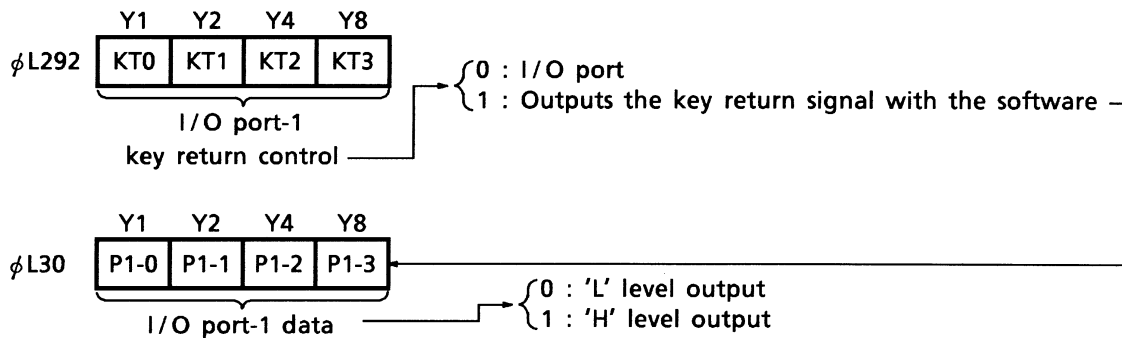 Y1 Y2 Y4 Y8
φL292 KT0 KT1 KT2 KT3
0 : I/O port
1 : Outputs the key return signal with the software
I/O port-1
key return control
Y1 Y2 Y4 Y8
φL30 P1-0 P1-1 P1-2 P1-3
0 : 'L' level output
1 : 'H' level output
I/O port-1 data